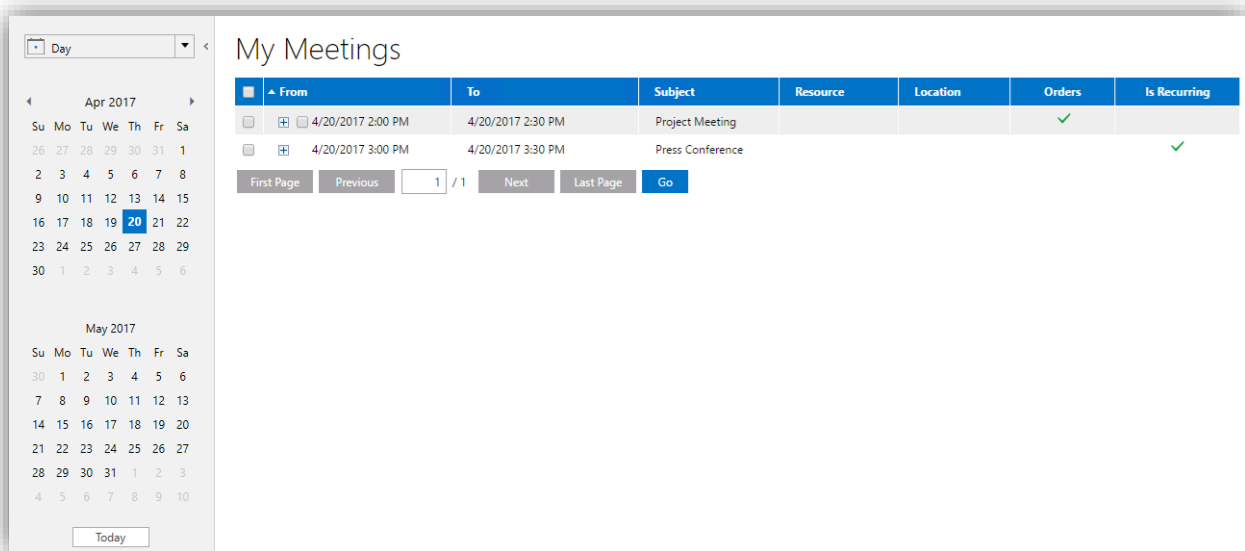 Day
Apr 2017
Su Mo Tu We Th Fr Sa
26 27 28 29 30 31 1
2 3 4 5 6 7 8
9 10 11 12 13 14 15
16 17 18 19 20 21 22
23 24 25 26 27 28 29
30 1 2 3 4 5 6
May 2017
Su Mo Tu We Th Fr Sa
30 1 2 3 4 5 6
7 8 9 10 11 12 13
14 15 16 17 18 19 20
21 22 23 24 25 26 27
28 29 30 31 1 2 3
4 5 6 7 8 9 10
Today
My Meetings
From To Subject Resource Location Orders Is Recurring
4/20/2017 2:00 PM 4/20/2017 2:30 PM Project Meeting
4/20/2017 3:00 PM 4/20/2017 3:30 PM Press Conference
First Page Previous 1 / 1 Next Last Page Go